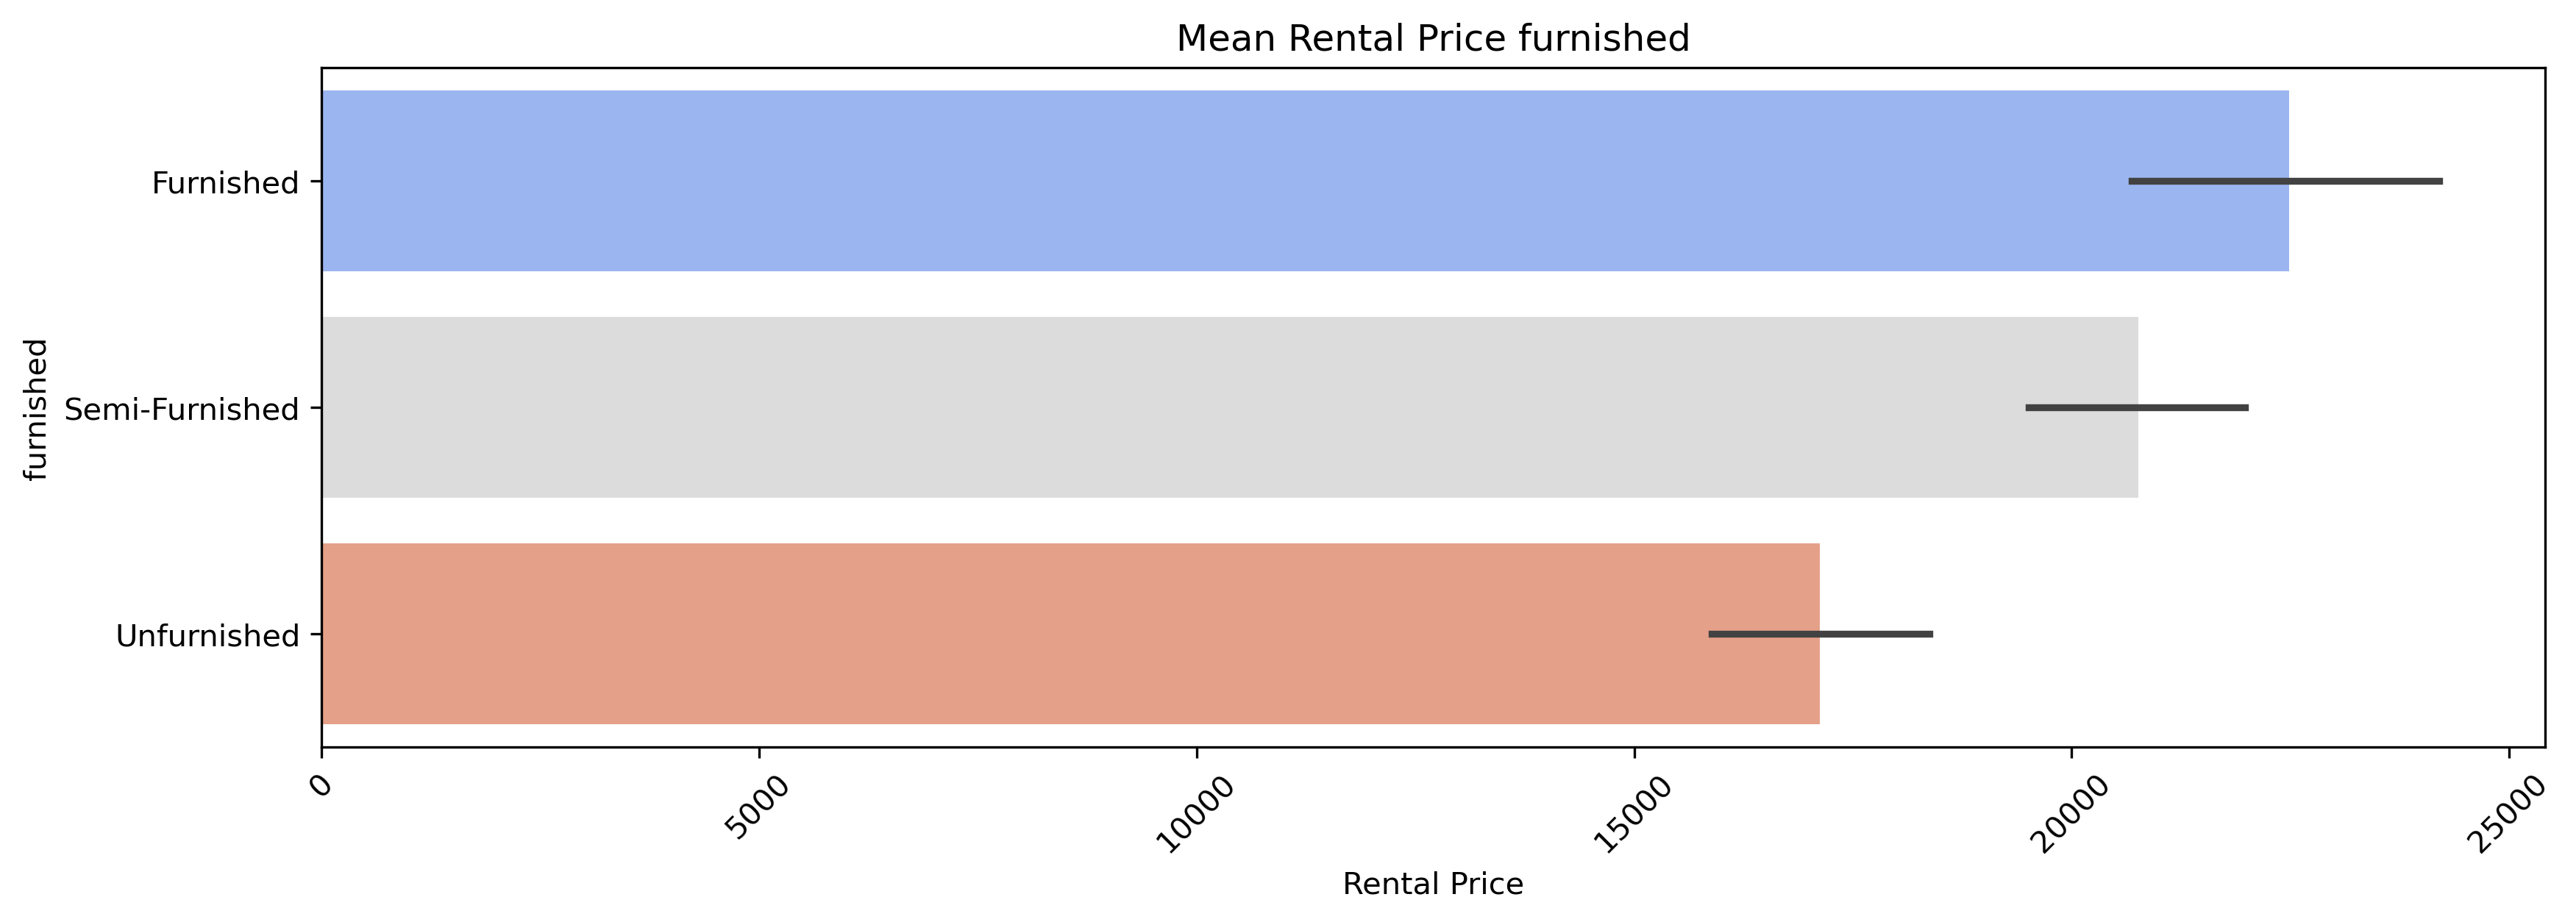 Mean Rental Price furnished
furnished
Furnished
Semi-Furnished
Unfurnished
0
5000
10000
15000
20000
25000
Rental Price